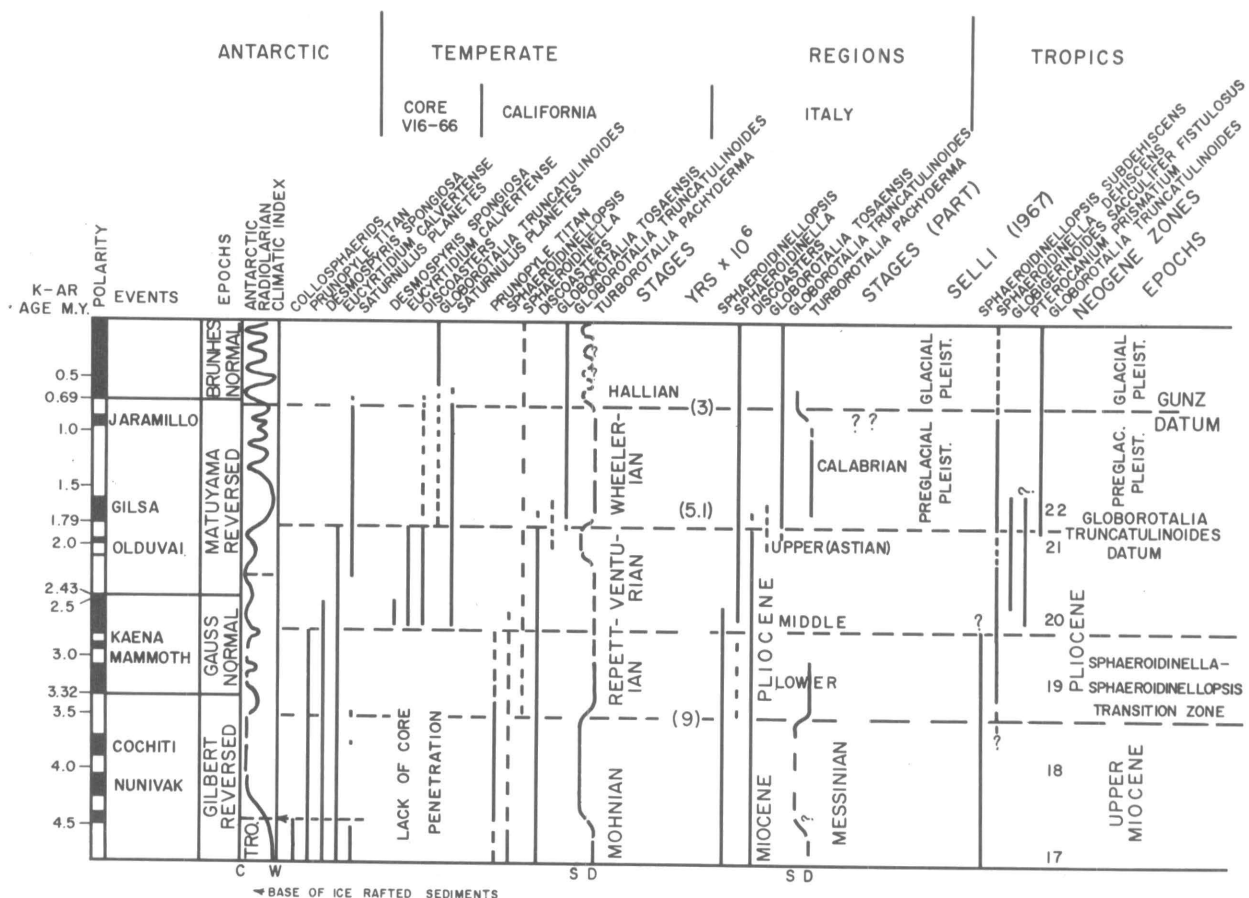 ANTARCTIC
TEMPERATE
REGIONS
TROPICS
CORE
V16-66
CALIFORNIA
ITALY
K-AR
AGE M.Y.
POLARITY
EVENTS
EPOCHS
ANTARCTIC
RADIOLARIAN
CLIMATIC INDEX
COLLOSPHAERIDS
PRUNOPYLE TITAN
DESMOSPYRIS SPONGIOSA
EUCYRTIDIUM CALVERTENSE
SATURNULUS PLANETES
DESMOSPYRIS SPONGIOSA
EUCYRTIDIUM CALVERTENSE
DISCOASTERS
GLOBOROTALIA TRUNCATULINOIDES
SATURNULUS PLANETES
PRUNOPYLE TITAN
SPHAEROIDINELLOPSIS
SPHAEROIDINELLA
DISCOASTERS
GLOBOROTALIA TOSAENSIS
GLOBOROTALIA TRUNCATULINOIDES
TURBOROTALIA PACHYDERMA
STAGES
YRS x 10⁶
SPHAEROIDINELLOPSIS
SPHAEROIDINELLA
DISCOASTERS
GLOBOROTALIA TOSAENSIS
GLOBOROTALIA TRUNCATULINOIDES
TURBOROTALIA PACHYDERMA
STAGES (PART)
SELLI (1967)
SPHAEROIDINELLOPSIS SUBDEHISCENS
SPHAEROIDINELLA DEHISCENS
GLOBIGERINOIDES SACCULIFER FISTULOSUS
PTEROCANIUM PRISMATIUM
GLOBOROTALIA TRUNCATULINOIDES
NEOGENE ZONES
EPOCHS
0.5
0.69
1.0
1.5
1.79
2.0
2.43
2.5
3.0
3.32
3.5
4.0
4.5
JARAMILLO
GILSA
OLDUVAI
KAENA
MAMMOTH
COCHITI
NUNIVAK
BRUNHES
NORMAL
MATUYAMA
REVERSED
GAUSS
NORMAL
GILBERT
REVERSED
TRO.
LACK OF CORE
PENETRATION
HALLIAN
WHEELER-
IAN
VENTU-
RIAN
REPETT-
IAN
MOHNIAN
(3)
(5.1)
(9)
? ?
CALABRIAN
UPPER (ASTIAN)
MIDDLE
LOWER
PLIOCENE
MIOCENE
MESSINIAN
?
GLACIAL
PLEIST.
PREGLACIAL
PLEIST.
?
?
?
22
21
20
19
18
17
GLACIAL
PLEIST.
PREGLAC.
PLEIST.
PLIOCENE
UPPER
MIOCENE
GUNZ
DATUM
GLOBOROTALIA
TRUNCATULINOIDES
DATUM
SPHAEROIDINELLA-
SPHAEROIDINELLOPSIS
TRANSITION ZONE
C W
S D
S D
BASE OF ICE RAFTED SEDIMENTS